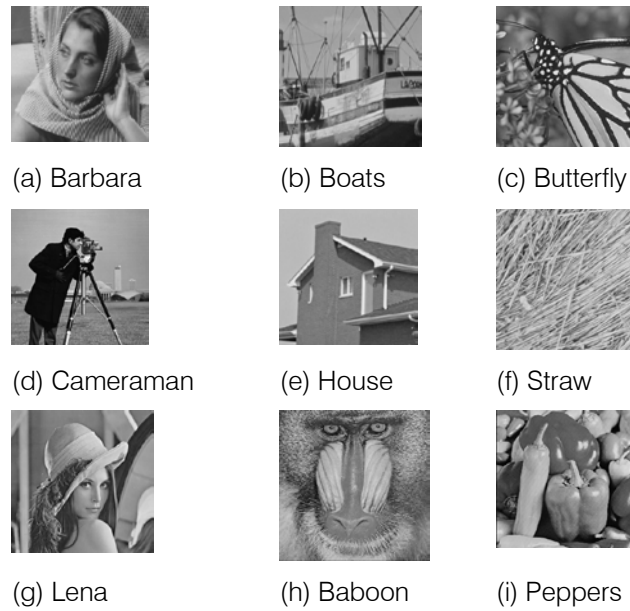 (a) Barbara
(b) Boats
(c) Butterfly
(d) Cameraman
(e) House
(f) Straw
(g) Lena
(h) Baboon
(i) Peppers